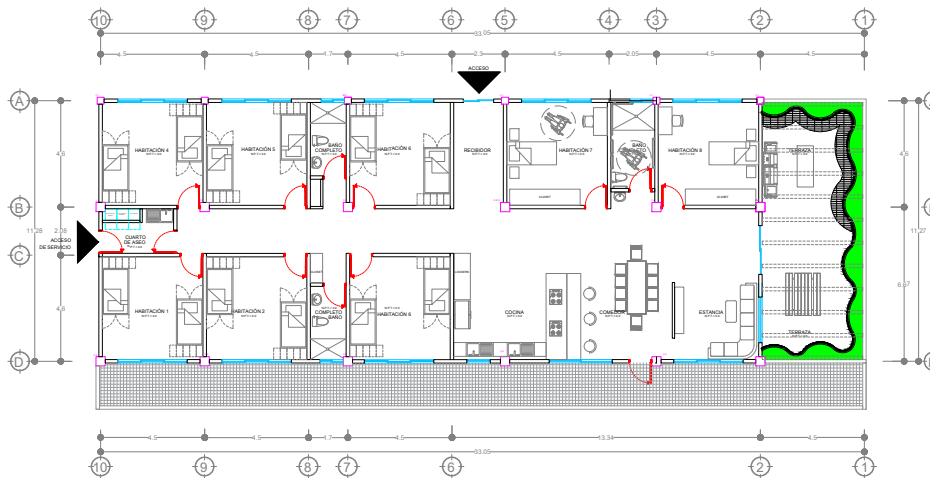 10 9 8 7 6 5 4 3 2 1
33.05
4.5 4.5 1.7 4.5 2.3 4.5 2.05 4.5 4.5
ACCESO
A
HABITACIÓN 4
HABITACIÓN 5
BAÑO
COMPLETO
HABITACIÓN 6
RECIBIDOR
HABITACIÓN 7
BAÑO
COMPLETO
HABITACIÓN 8
TERRAZA
4.6
CLOSET
CLOSET
B
11.28
2.08
11.27
CUARTO
DE ASEO
ACCESO
DE SERVICIO
C
4.6
6.67
HABITACIÓN 1
HABITACIÓN 2
CLOSET
COMPLETO
BAÑO
HABITACIÓN 6
COCINA
COMEDOR
ESTANCIA
TERRAZA
D
4.5 4.5 1.7 4.5 13.34 4.5
33.05
10 9 8 7 6 2 1